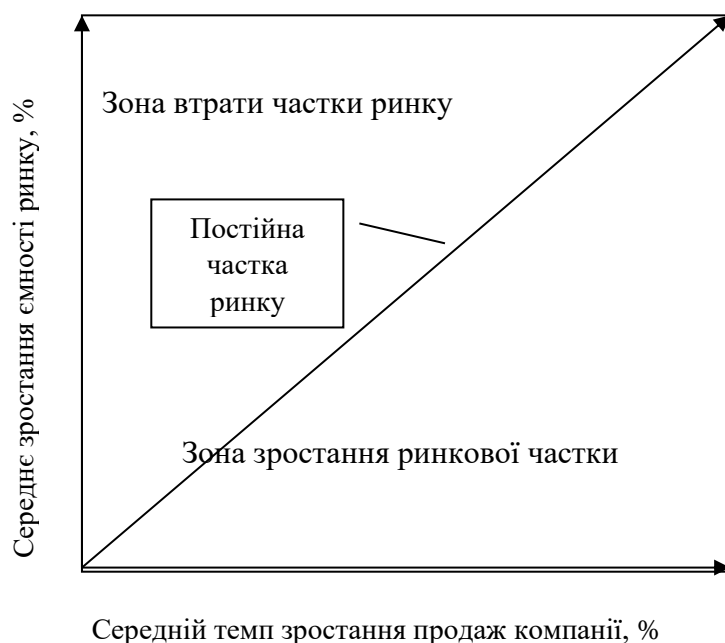 Середнє зростання ємності ринку, %
Зона втрати частки ринку
Постійна
частка
ринку
Зона зростання ринкової частки
Середній темп зростання продаж компанії, %